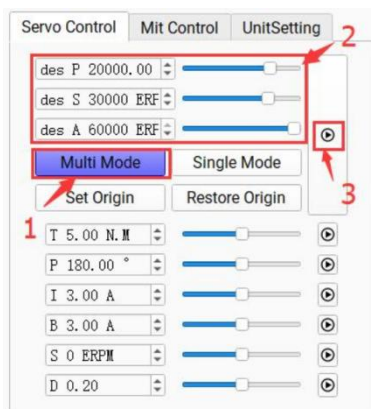 Servo Control Mit Control UnitSetting
2
des P 20000.00
des S 30000 ERF
des A 60000 ERF
Multi Mode Single Mode
3
Set Origin Restore Origin
1
T 5.00 N.M
P 180.00 °
I 3.00 A
B 3.00 A
S 0 ERPM
D 0.20